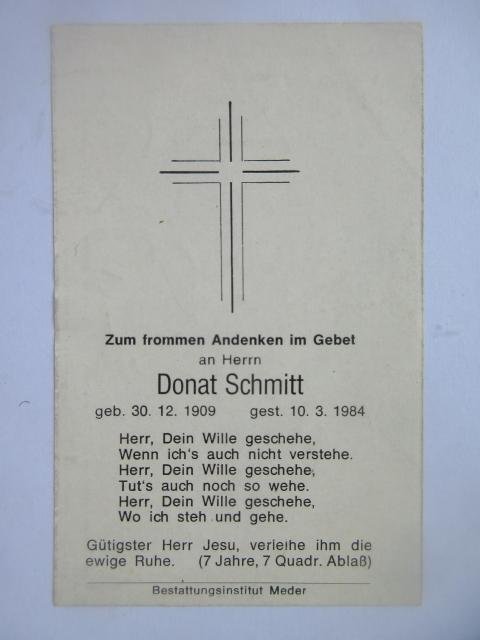 Zum frommen Andenken im Gebet
an Herrn
Donat Schmitt
geb. 30. 12. 1909 gest. 10. 3. 1984
Herr, Dein Wille geschehe,
Wenn ich's auch nicht verstehe.
Herr, Dein Wille geschehe,
Tut's auch noch so wehe.
Herr, Dein Wille geschehe,
Wo ich steh und gehe.
Gütigster Herr Jesu, verleihe ihm die
ewige Ruhe. (7 Jahre, 7 Quadr. Ablaß)
Bestattungsinstitut Meder